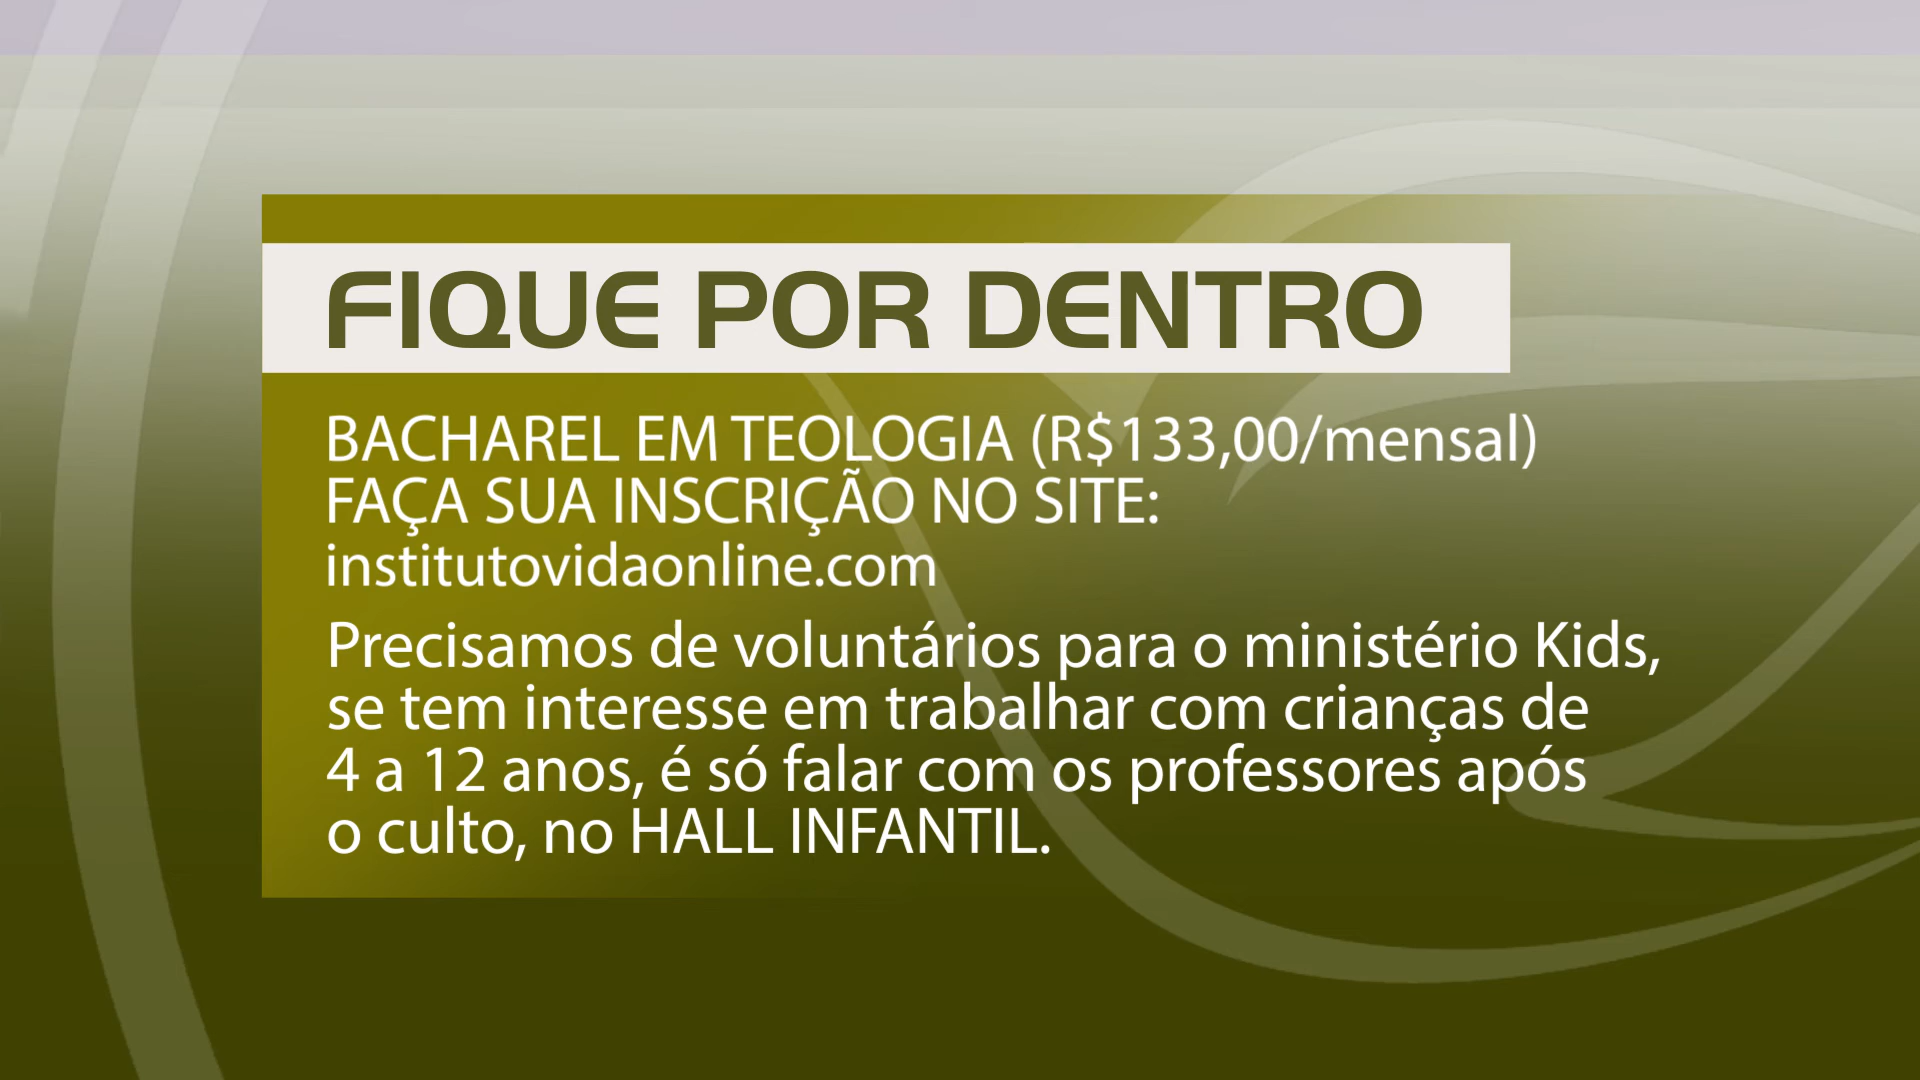 FIQUE POR DENTRO
BACHAREL EM TEOLOGIA (R$133,00/mensal)
FAÇA SUA INSCRIÇÃO NO SITE:
institutovidaonline.com
Precisamos de voluntários para o ministério Kids,
se tem interesse em trabalhar com crianças de
4 a 12 anos, é só falar com os professores após
o culto, no HALL INFANTIL.